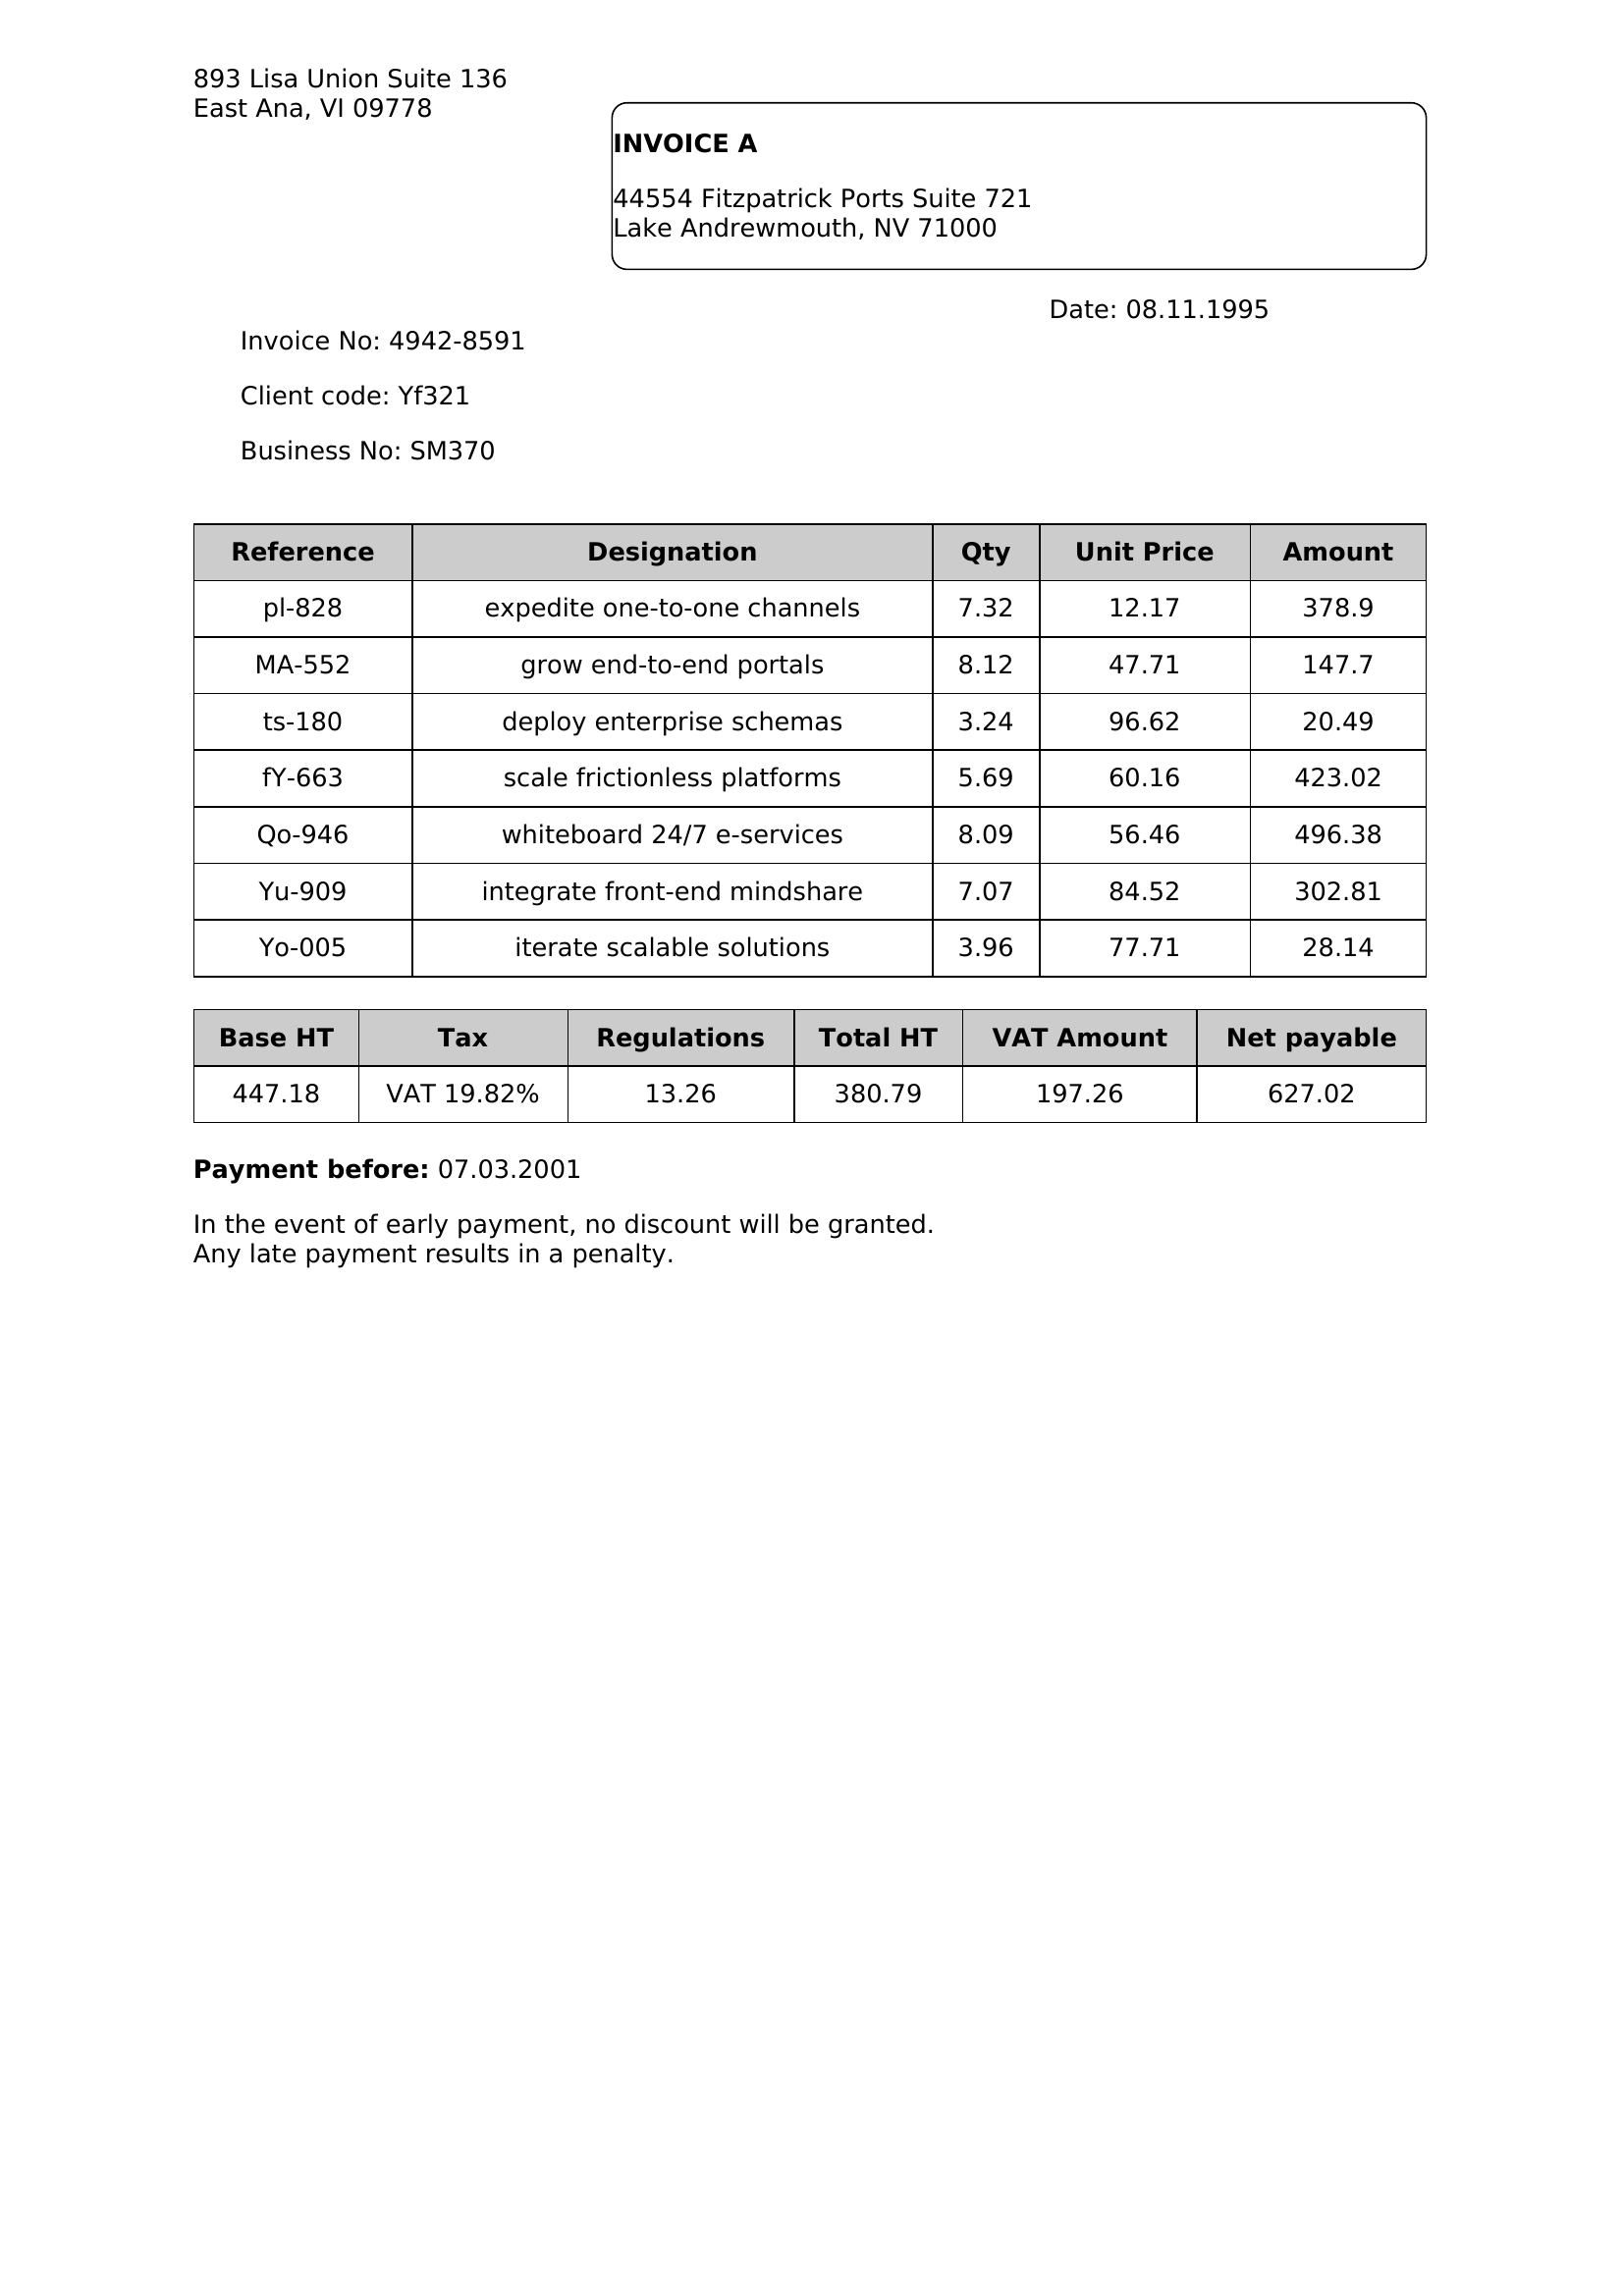 893 Lisa Union Suite 136
East Ana, VI 09778
INVOICE A
44554 Fitzpatrick Ports Suite 721
Lake Andrewmouth, NV 71000
Date: 08.11.1995
Invoice No: 4942-8591
Client code: Yf321
Business No: SM370
Reference Designation Qty Unit Price Amount
pl-828 expedite one-to-one channels 7.32 12.17 378.9
MA-552 grow end-to-end portals 8.12 47.71 147.7
ts-180 deploy enterprise schemas 3.24 96.62 20.49
fY-663 scale frictionless platforms 5.69 60.16 423.02
Qo-946 whiteboard 24/7 e-services 8.09 56.46 496.38
Yu-909 integrate front-end mindshare 7.07 84.52 302.81
Yo-005 iterate scalable solutions 3.96 77.71 28.14
Base HT Tax Regulations Total HT VAT Amount Net payable
447.18 VAT 19.82% 13.26 380.79 197.26 627.02
Payment before: 07.03.2001
In the event of early payment, no discount will be granted.
Any late payment results in a penalty.